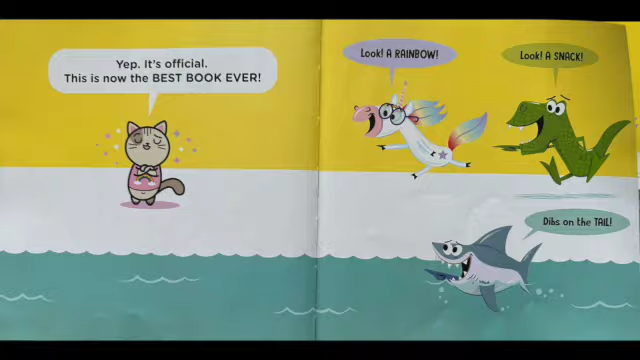 Yep. It's official.
This is now the BEST BOOK EVER!
Look! A RAINBOW!
Look! A SNACK!
Dibs on the TAIL!